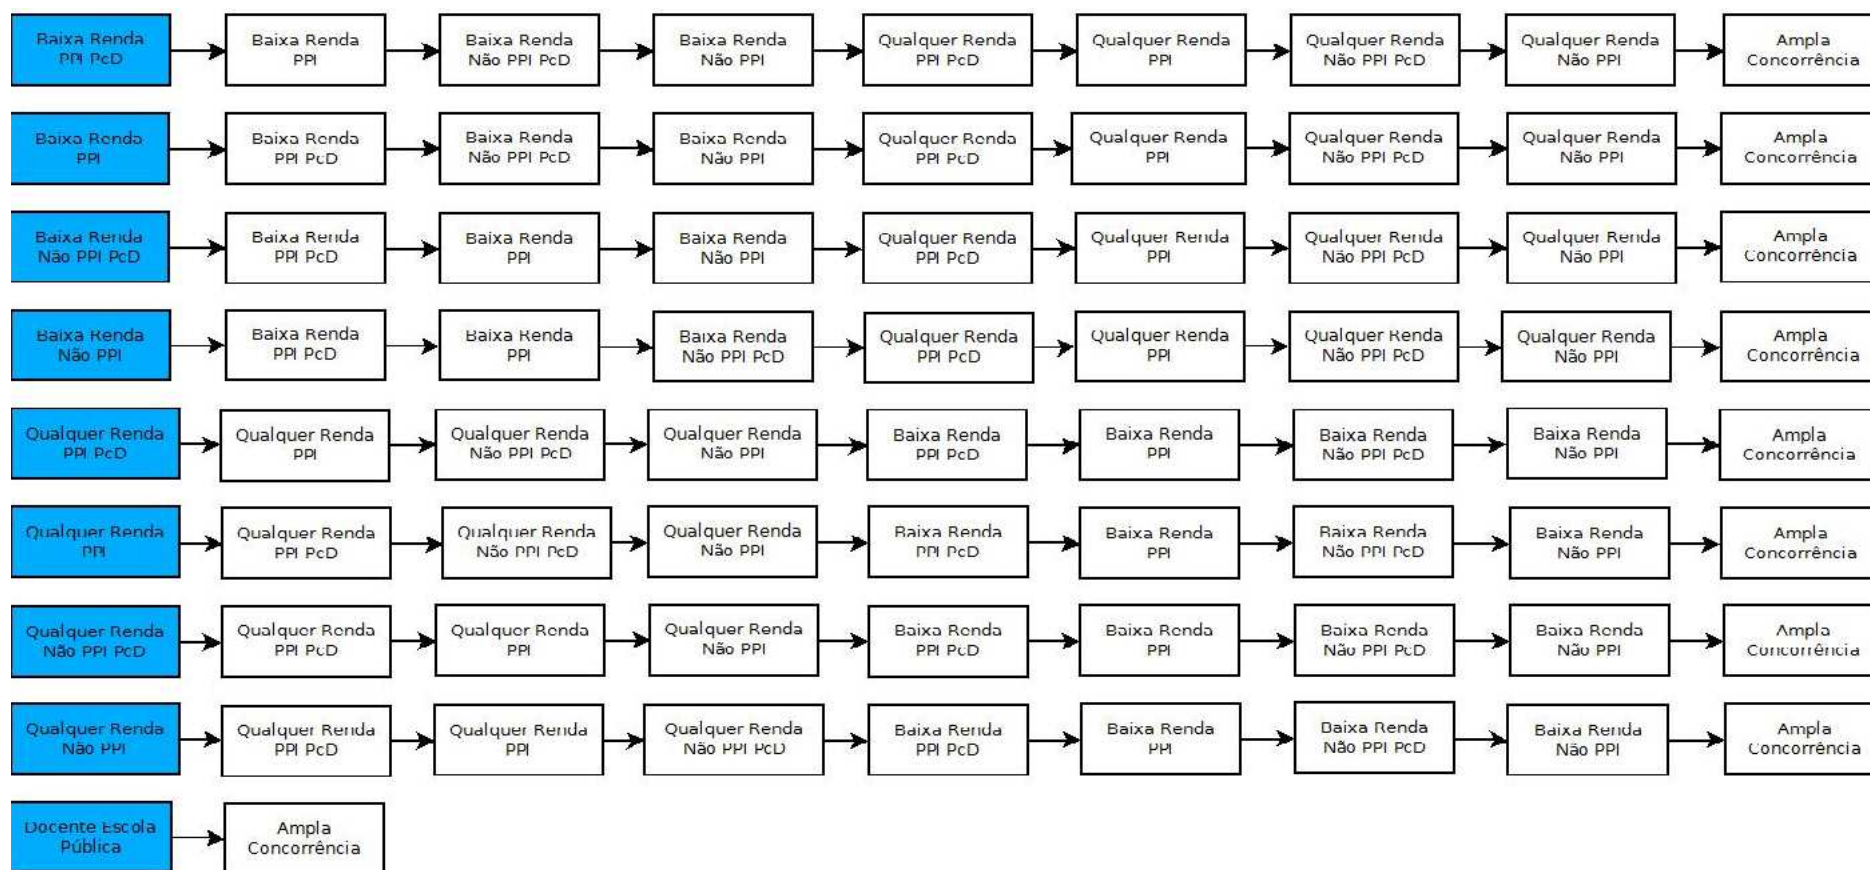 Baixa Renda
PPI PcD
Baixa Renda
PPI
Baixa Renda
Não PPI PcD
Baixa Renda
Não PPI
Qualquer Renda
PPI PcD
Qualquer Renda
PPI
Qualquer Renda
Não PPI PcD
Qualquer Renda
Não PPI
Ampla
Concorrência
Baixa Renda
PPI
Baixa Renda
PPI PcD
Baixa Renda
Não PPI PcD
Baixa Renda
Não PPI
Qualquer Renda
PPI PcD
Qualquer Renda
PPI
Qualquer Renda
Não PPI PcD
Qualquer Renda
Não PPI
Ampla
Concorrência
Baixa Renda
Não PPI PcD
Baixa Renda
PPI PcD
Baixa Renda
PPI
Baixa Renda
Não PPI
Qualquer Renda
PPI PcD
Qualquer Renda
PPI
Qualquer Renda
Não PPI PcD
Qualquer Renda
Não PPI
Ampla
Concorrência
Baixa Renda
Não PPI
Baixa Renda
PPI PcD
Baixa Renda
PPI
Baixa Renda
Não PPI PcD
Qualquer Renda
PPI PcD
Qualquer Renda
PPI
Qualquer Renda
Não PPI PcD
Qualquer Renda
Não PPI
Ampla
Concorrência
Qualquer Renda
PPI PcD
Qualquer Renda
PPI
Qualquer Renda
Não PPI PcD
Qualquer Renda
Não PPI
Baixa Renda
PPI PcD
Baixa Renda
PPI
Baixa Renda
Não PPI PcD
Baixa Renda
Não PPI
Ampla
Concorrência
Qualquer Renda
PPI
Qualquer Renda
PPI PcD
Qualquer Renda
Não PPI PcD
Qualquer Renda
Não PPI
Baixa Renda
PPI PcD
Baixa Renda
PPI
Baixa Renda
Não PPI PcD
Baixa Renda
Não PPI
Ampla
Concorrência
Qualquer Renda
Não PPI PcD
Qualquer Renda
PPI PcD
Qualquer Renda
PPI
Qualquer Renda
Não PPI
Baixa Renda
PPI PcD
Baixa Renda
PPI
Baixa Renda
Não PPI PcD
Baixa Renda
Não PPI
Ampla
Concorrência
Qualquer Renda
Não PPI
Qualquer Renda
PPI PcD
Qualquer Renda
PPI
Qualquer Renda
Não PPI PcD
Baixa Renda
PPI PcD
Baixa Renda
PPI
Baixa Renda
Não PPI PcD
Baixa Renda
Não PPI
Ampla
Concorrência
Docente Escola
Pública
Ampla
Concorrência